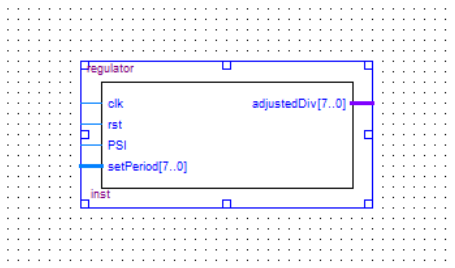 regulator
clk
adjustedDiv[7..0]
rst
PSI
setPeriod[7..0]
inst